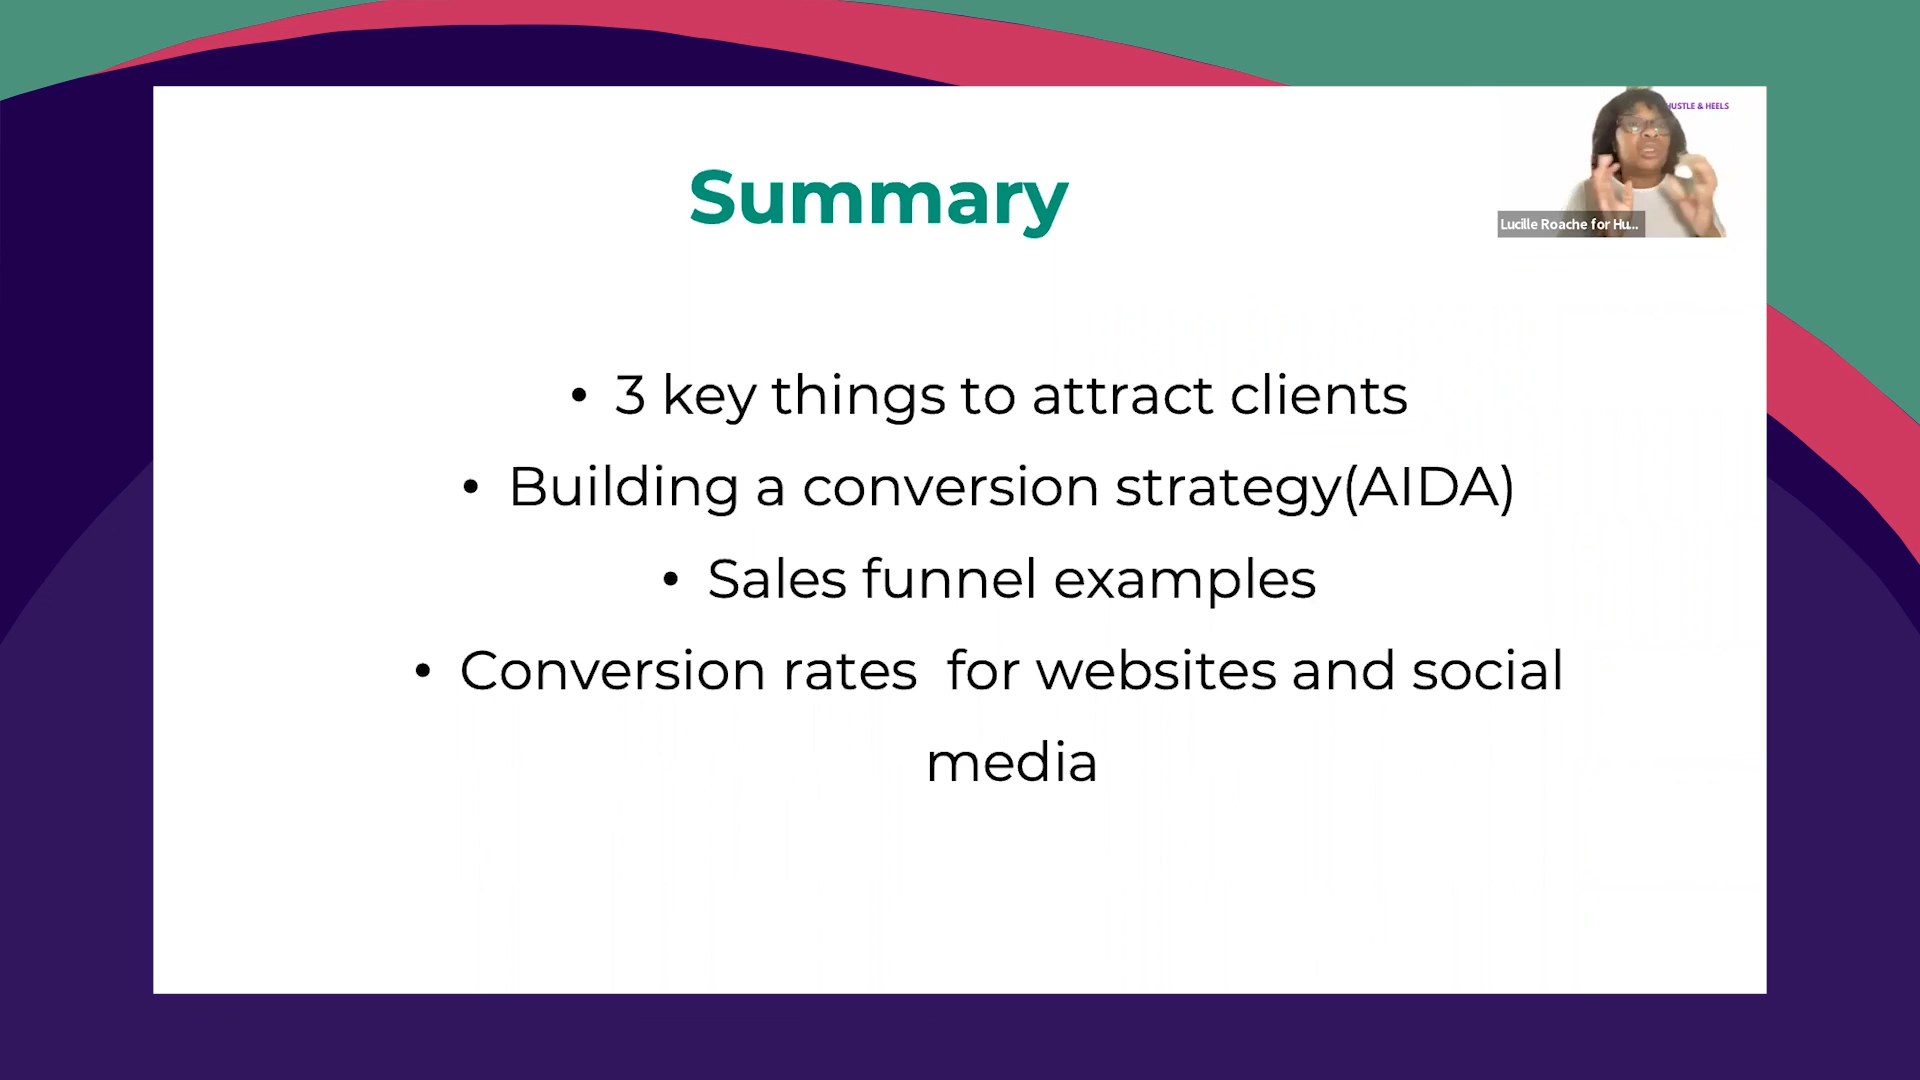 HUSTLE & HEELS
Summary
Lucille Roache for Hu...
• 3 key things to attract clients
• Building a conversion strategy(AIDA)
• Sales funnel examples
• Conversion rates  for websites and social
media